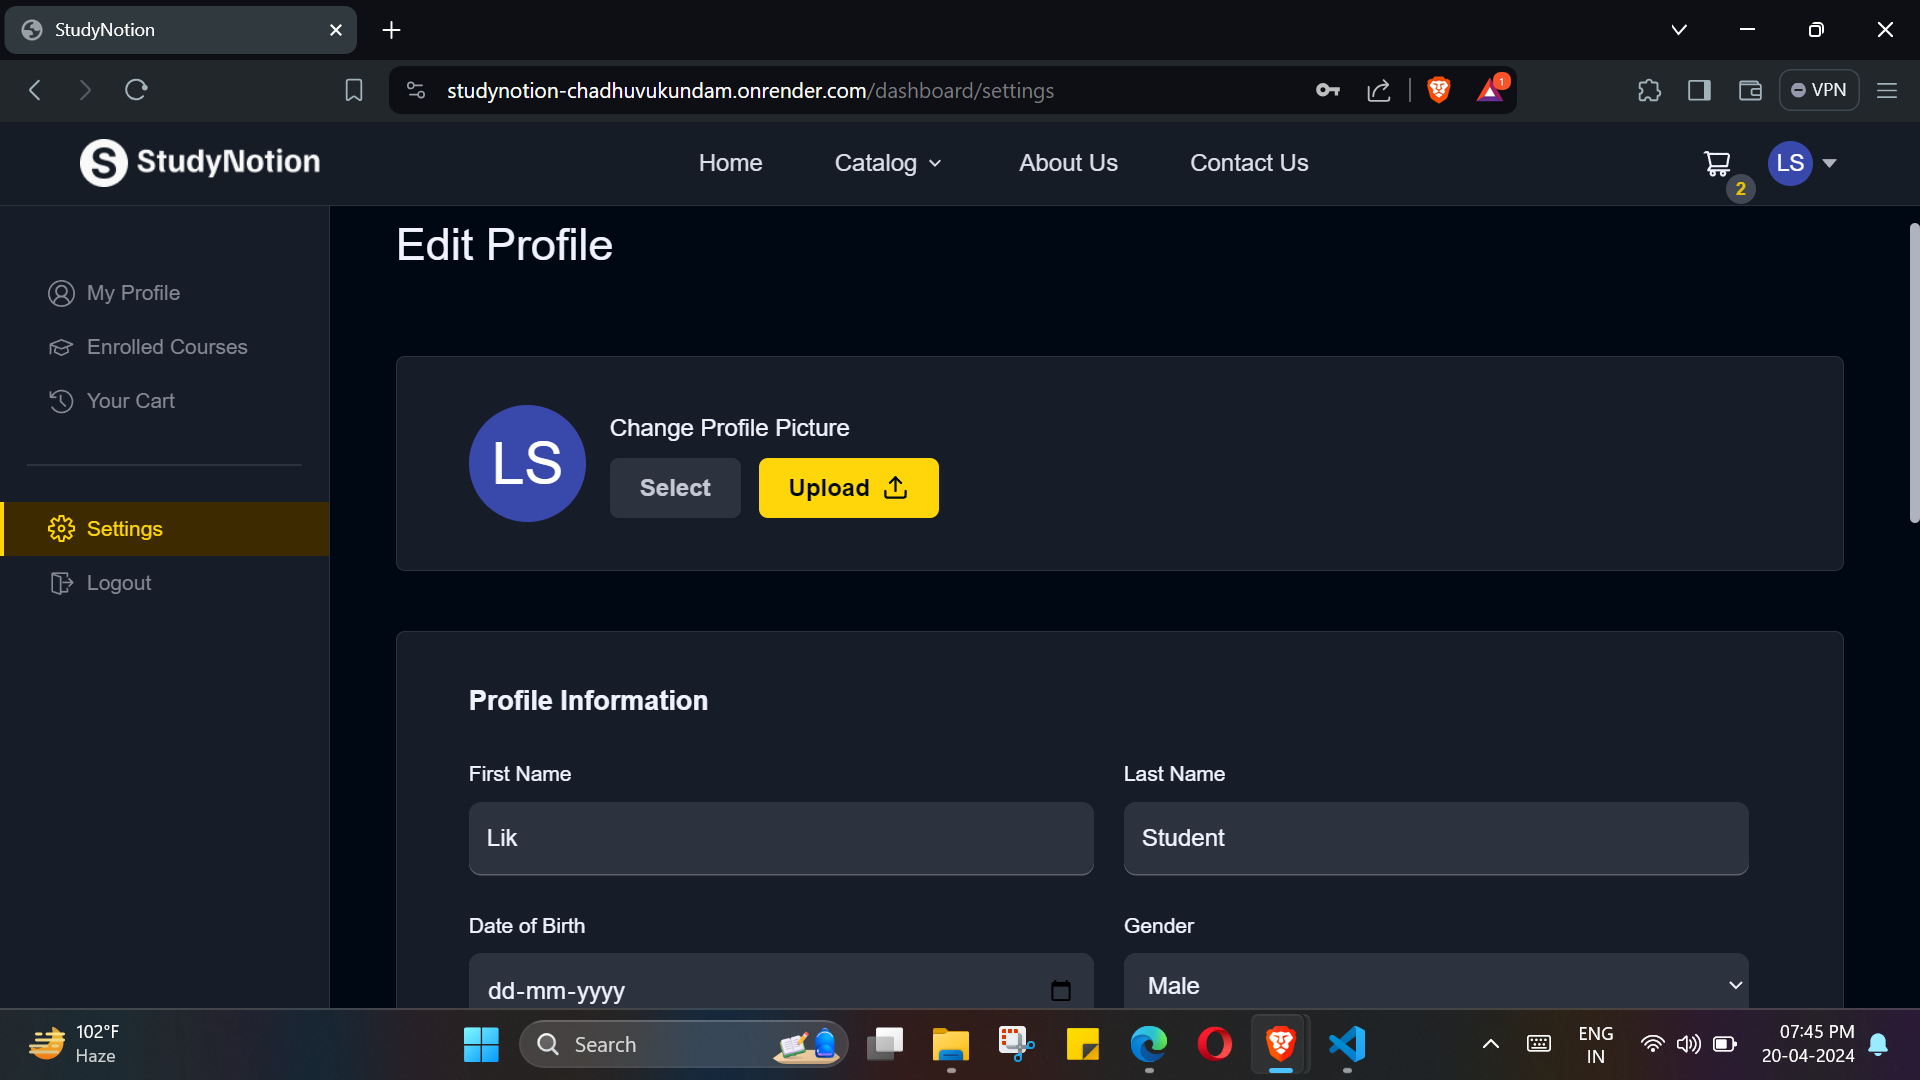 StudyNotion
studynotion-chadhuvukundam.onrender.com/dashboard/settings
1
VPN
S StudyNotion
Home
Catalog
About Us
Contact Us
2
LS
My Profile
Enrolled Courses
Your Cart
Settings
Logout
Edit Profile
LS
Change Profile Picture
Select
Upload
Profile Information
First Name
Last Name
Lik
Student
Date of Birth
Gender
dd-mm-yyyy
Male
102°F
Haze
Search
ENG
IN
07:45 PM
20-04-2024